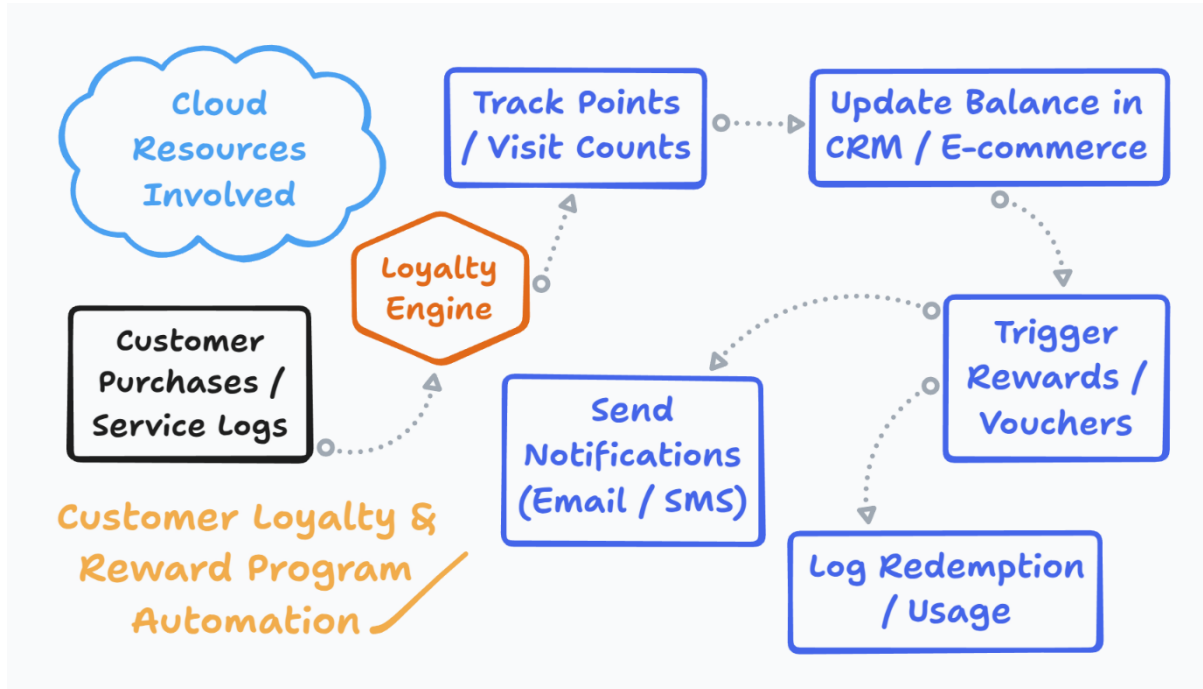 Cloud
Resources
Involved
Track Points
/ Visit Counts
Update Balance in
CRM / E-commerce
Loyalty
Engine
Customer
Purchases /
Service Logs
Trigger
Rewards /
Vouchers
Send
Notifications
(Email / SMS)
Customer Loyalty &
Reward Program
Automation
Log Redemption
/ Usage